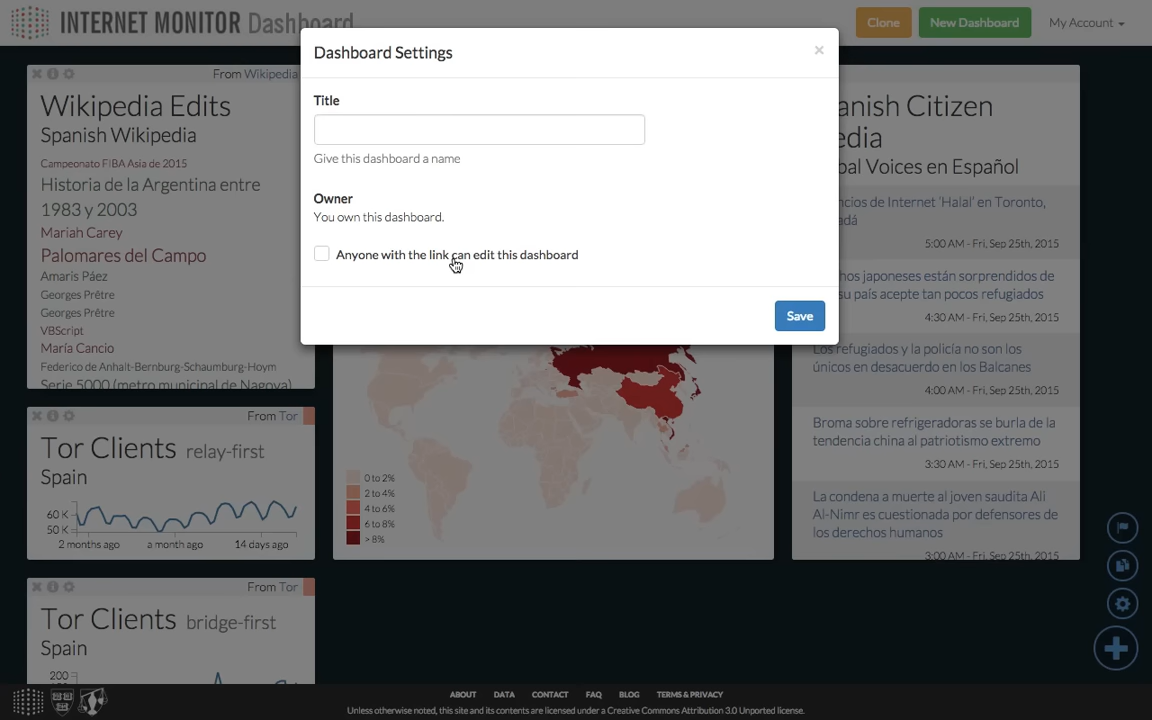 INTERNET MONITOR Dashboard
Clone
New Dashboard
My Account
Dashboard Settings
×
Title
Give this dashboard a name
Owner
You own this dashboard.
Anyone with the link can edit this dashboard
Save
From Wikipedia
Wikipedia Edits
Spanish Wikipedia
Campeonato FIBA Asia de 2015
Historia de la Argentina entre
1983 y 2003
Mariah Carey
Palomares del Campo
Amaris Páez
Georges Prêtre
Georges Prêtre
VBScript
María Cancio
Federico de Anhalt-Bernburg-Schaumburg-Hoym
Serie 5000 (metro municipal de Nagoya)
From Tor
Tor Clients relay-first
Spain
60 K
50 K
2 months ago a month ago 14 days ago
From Tor
Tor Clients bridge-first
Spain
200
0 to 2%
2 to 4%
4 to 6%
6 to 8%
> 8%
anish Citizen
edia
bal Voices en Español
ncios de Internet 'Halal' en Toronto,
adá
5:00 AM - Fri, Sep 25th, 2015
hos japoneses están sorprendidos de
su país acepte tan pocos refugiados
4:30 AM - Fri, Sep 25th, 2015
Los refugiados y la policía no son los
únicos en desacuerdo en los Balcanes
4:00 AM - Fri, Sep 25th, 2015
Broma sobre refrigeradoras se burla de la
tendencia china al patriotismo extremo
3:30 AM - Fri, Sep 25th, 2015
La condena a muerte al joven saudita Ali
Al-Nimr es cuestionada por defensores de
los derechos humanos
3:00 AM - Fri, Sep 25th, 2015
ABOUT DATA CONTACT FAQ BLOG TERMS & PRIVACY
Unless otherwise noted, this site and its contents are licensed under a Creative Commons Attribution 3.0 Unported license.